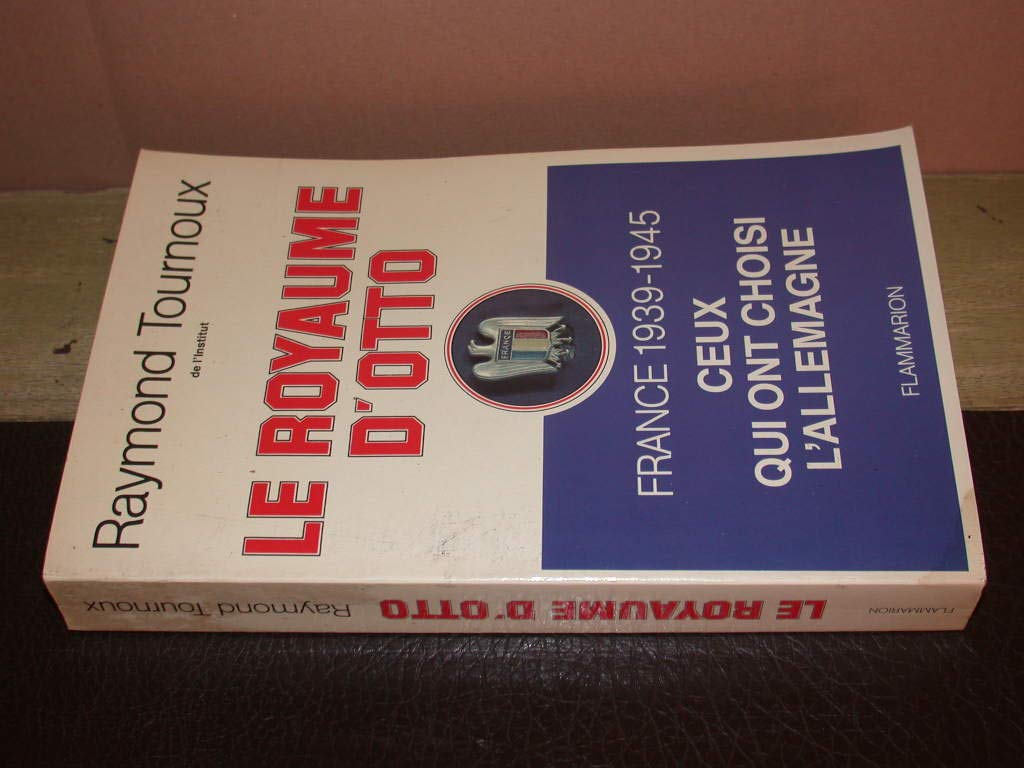 Raymond Tournoux
de l'Institut
LE ROYAUME
D'OTTO
FRANCE
FRANCE 1939-1945
CEUX
QUI ONT CHOISI
L'ALLEMAGNE
FLAMMARION
Raymond Tournoux
LE ROYAUME D'OTTO
FLAMMARION